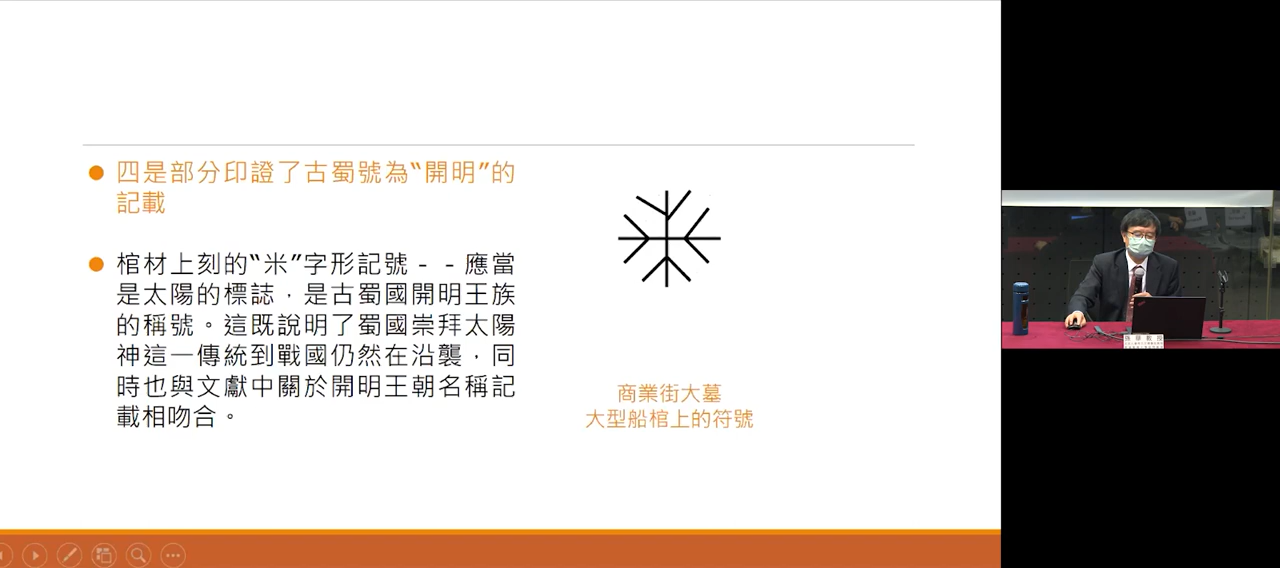 四是部分印證了古蜀號為“開明”的
記載
棺材上刻的“米”字形記號－－應當
是太陽的標誌，是古蜀國開明王族
的稱號。這既說明了蜀國崇拜太陽
神這一傳統到戰國仍然在沿襲，同
時也與文獻中關於開明王朝名稱記
載相吻合。
商業街大墓
大型船棺上的符號